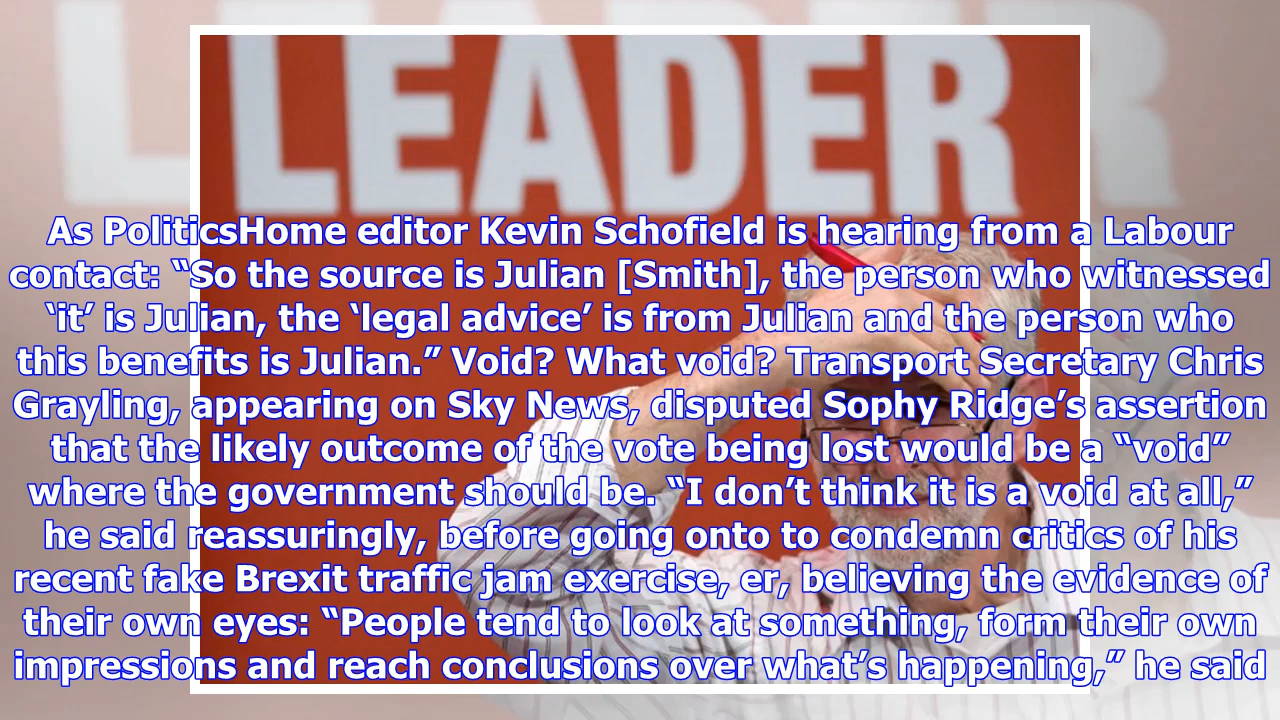 LEADER
As PoliticsHome editor Kevin Schofield is hearing from a Labour
contact: “So the source is Julian [Smith], the person who witnessed
‘it’ is Julian, the ‘legal advice’ is from Julian and the person who
this benefits is Julian.” Void? What void? Transport Secretary Chris
Grayling, appearing on Sky News, disputed Sophy Ridge’s assertion
that the likely outcome of the vote being lost would be a “void”
where the government should be. “I don’t think it is a void at all,”
he said reassuringly, before going onto to condemn critics of his
recent fake Brexit traffic jam exercise, er, believing the evidence of
their own eyes: “People tend to look at something, form their own
impressions and reach conclusions over what’s happening,” he said